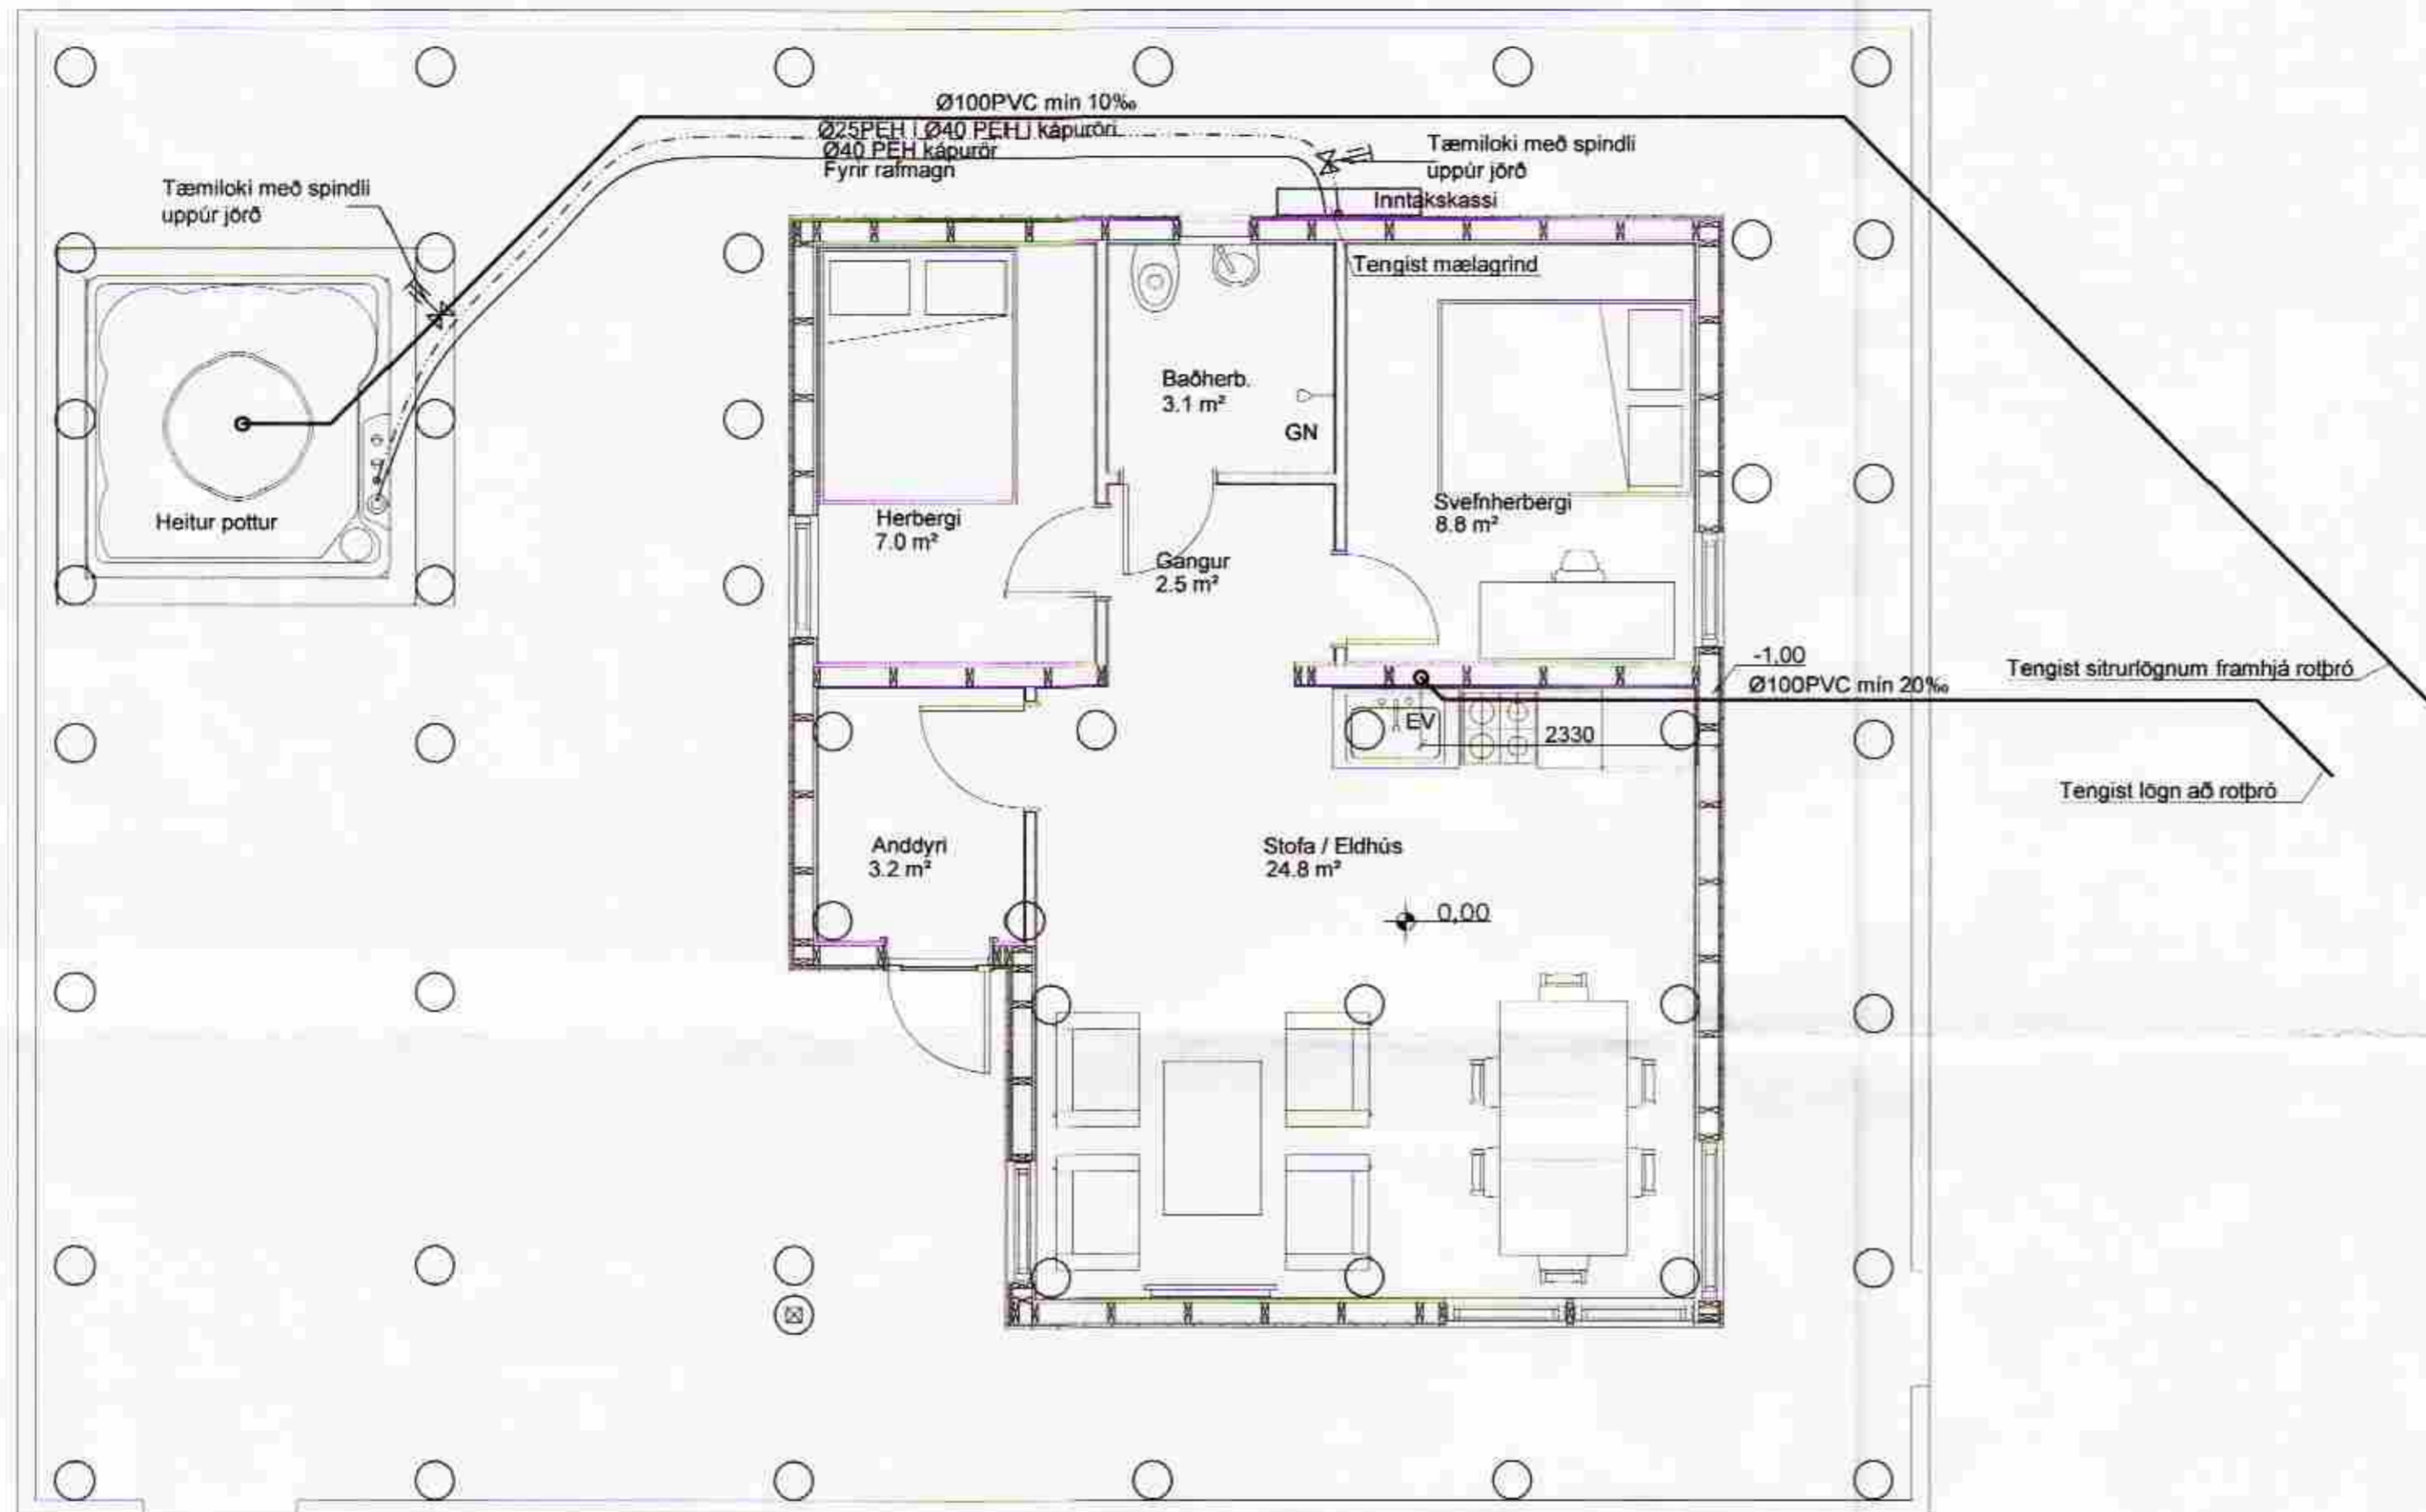 Ø100PVC min 10‰
Ø25PEH í Ø40 PEH í kápuröri
Ø40 PEH kápurör
Fyrir rafmagn
Tæmiloki með spindli
uppúr jörð
Tæmiloki með spindli
uppúr jörð
Inntakskassi
Tengist mælagrind
Baðherb.
3.1 m²
GN
Heitur pottur
Herbergi
7.0 m²
Svefnherbergi
8.8 m²
Gangur
2.5 m²
-1,00
Ø100PVC min 20‰
Tengist siturlögnum framhjá rotþró
EV
2330
Tengist lögn að rotþró
Anddyri
3.2 m²
Stofa / Eldhús
24.8 m²
0,00